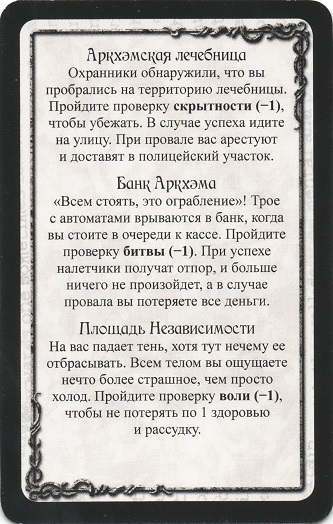 Аркхэмская лечебница
Охранники обнаружили, что вы
пробрались на территорию лечебницы.
Пройдите проверку скрытности (−1),
чтобы убежать. В случае успеха идите
на улицу. При провале вас арестуют
и доставят в полицейский участок.
Банк Аркхэма
«Всем стоять, это ограбление»! Трое
с автоматами врываются в банк, когда
вы стоите в очереди к кассе. Пройдите
проверку битвы (−1). При успехе
налетчики получат отпор, и больше
ничего не произойдет, а в случае
провала вы потеряете все деньги.
Площадь Независимости
На вас падает тень, хотя тут нечему ее
отбрасывать. Всем телом вы ощущаете
нечто более страшное, чем просто
холод. Пройдите проверку воли (−1),
чтобы не потерять по 1 здоровью
и рассудку.